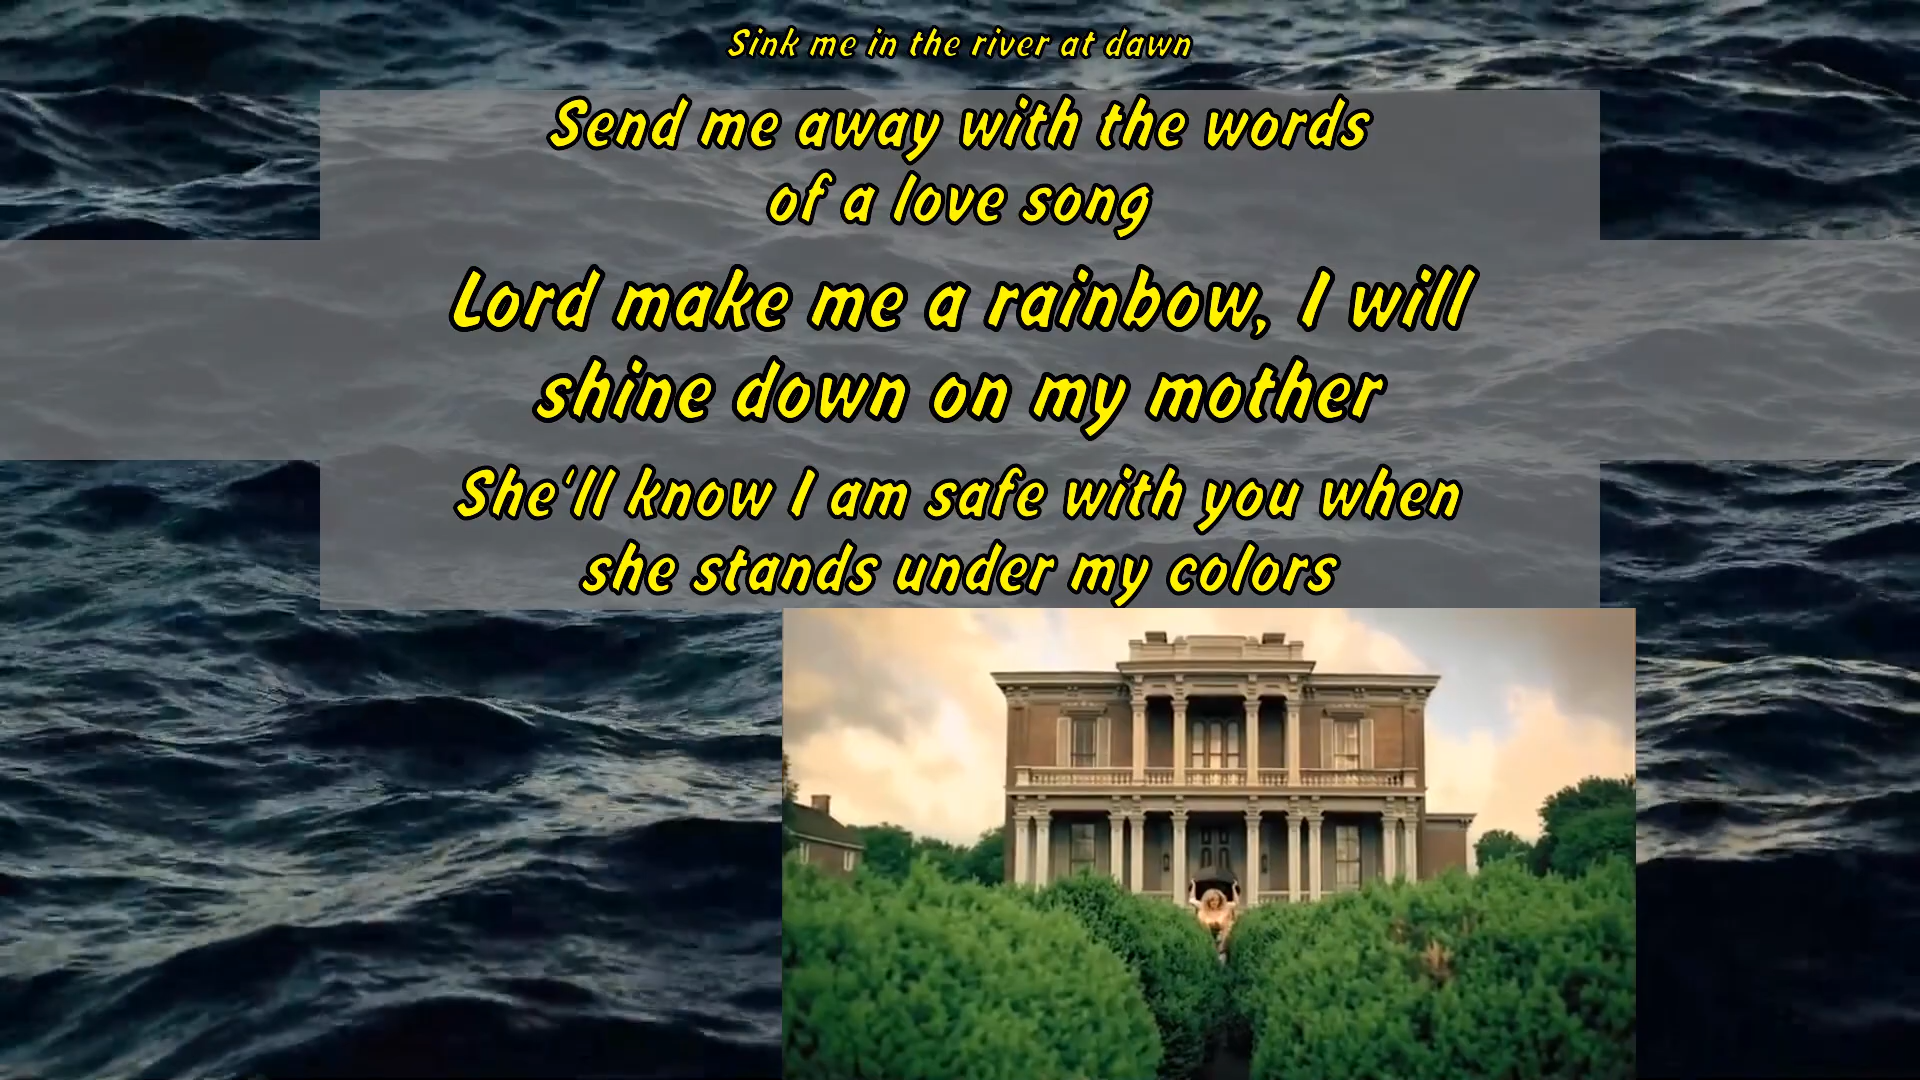 Sink me in the river at dawn
Send me away with the words
of a love song
Lord make me a rainbow, I will
shine down on my mother
She'll know I am safe with you when
she stands under my colors